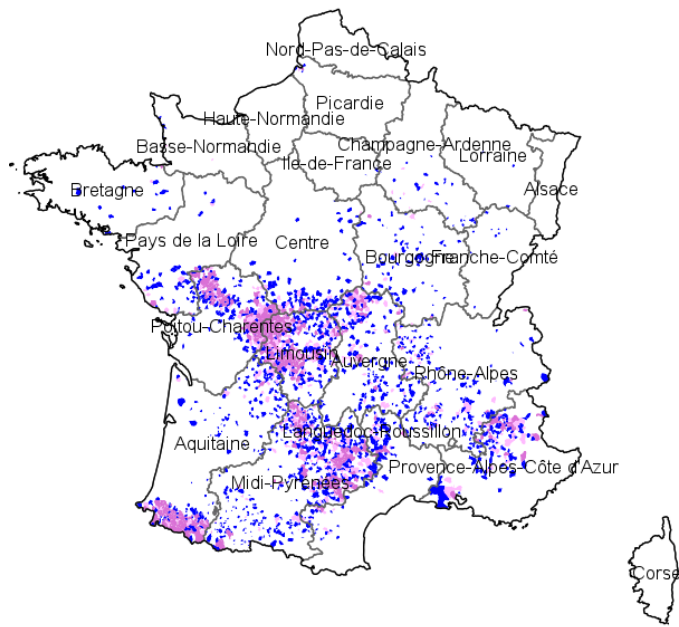 Nord-Pas-de-Calais
Picardie
Haute-Normandie
Basse-Normandie
Champagne-Ardenne
Ile-de-France
Lorraine
Bretagne
Alsace
Pays de la Loire
Centre
Bourgogne
Franche-Comté
Poitou-Charentes
Limousin
Auvergne
Rhône-Alpes
Languedoc-Roussillon
Aquitaine
Provence-Alpes-Côte d'Azur
Midi-Pyrénées
Corse